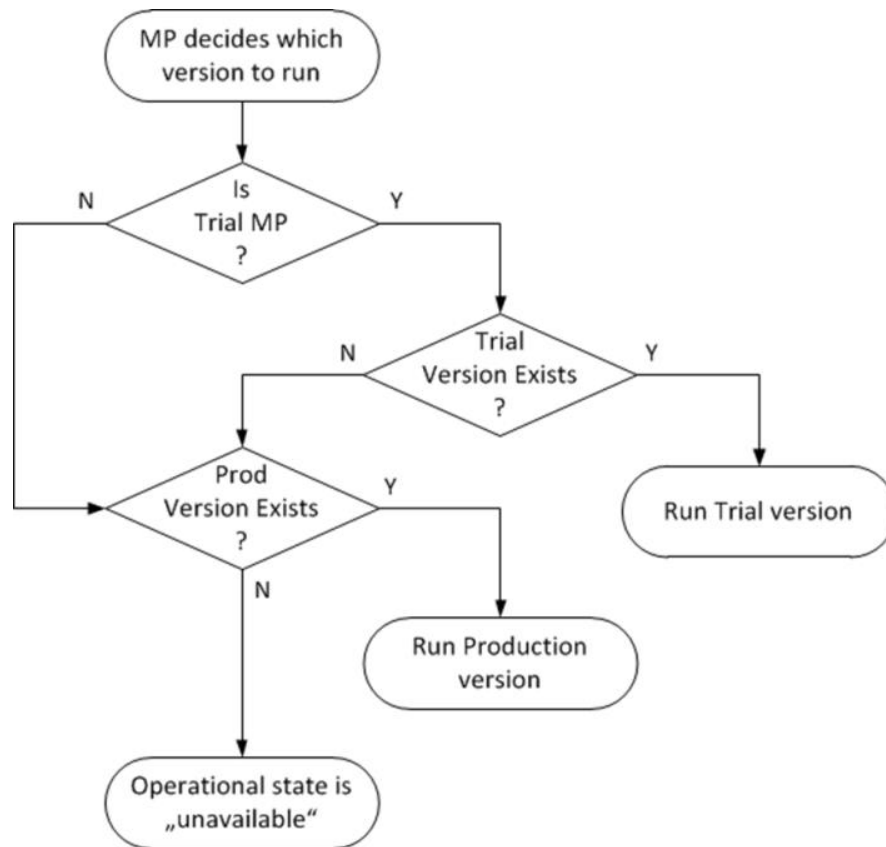 MP decides which
version to run
Is
Trial MP
?
N
Y
Trial
Version Exists
?
N
Y
Prod
Version Exists
?
Y
N
Run Trial version
Run Production
version
Operational state is
„unavailable“